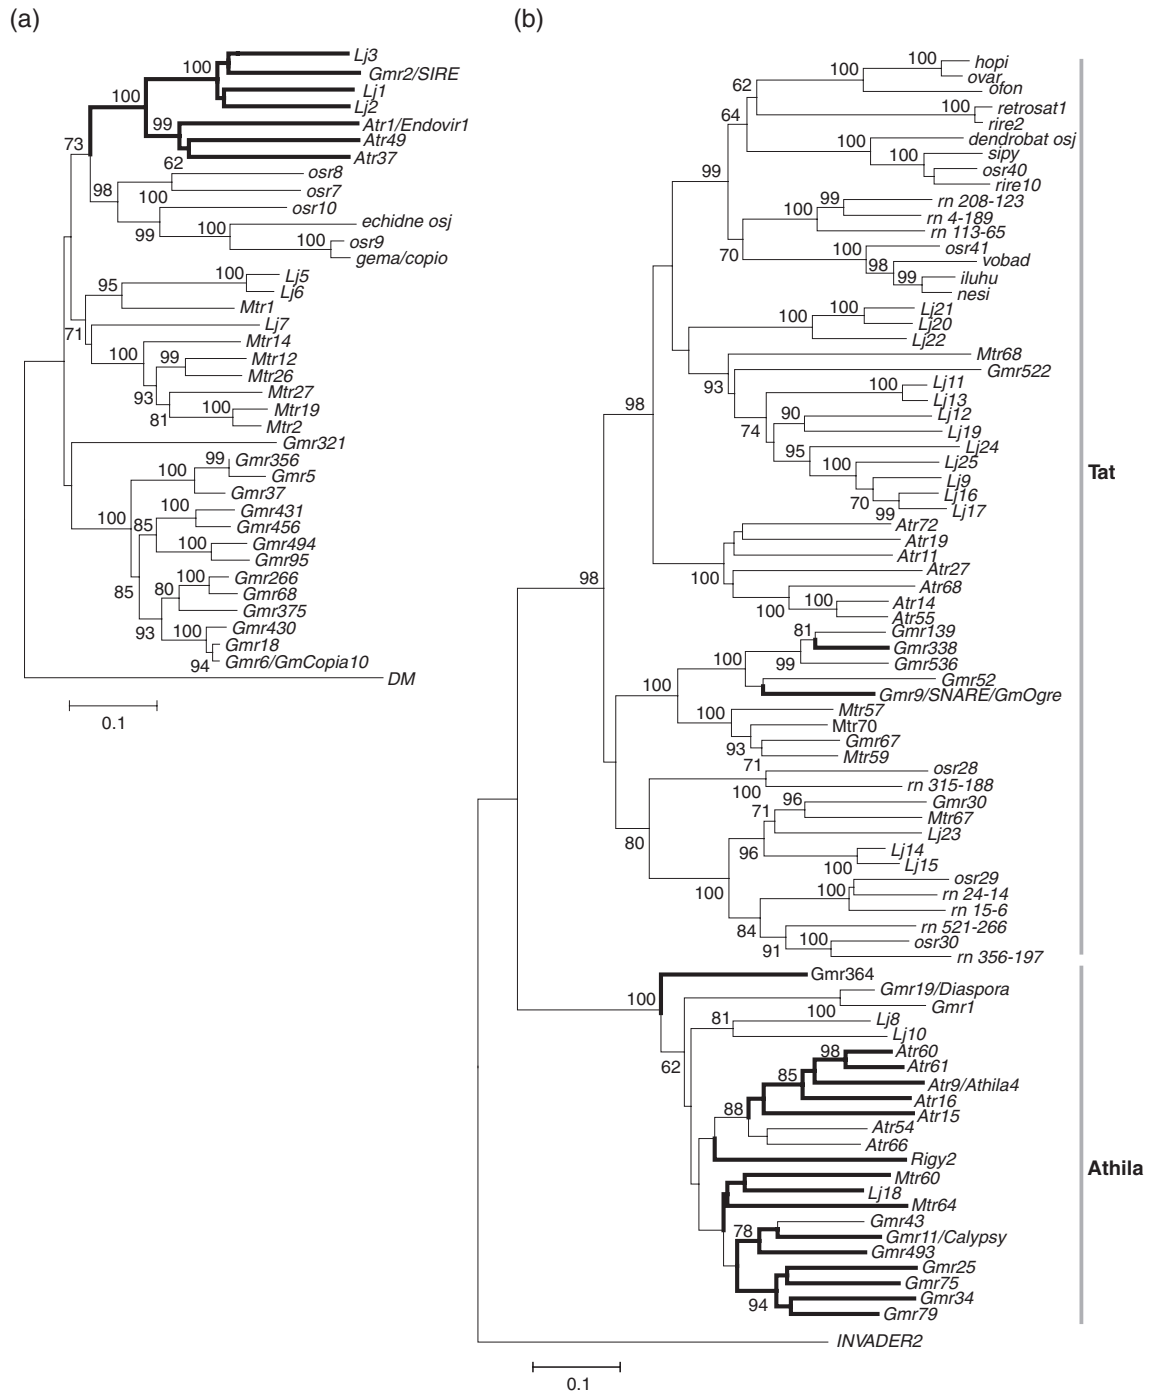 (a)
(b)
Lj3
100
Gmr2/SIRE
Lj1
100
Lj2
99
Atr1/Endovir1
Atr49
73
62
Atr37
osr8
98
osr7
100
osr10
99
100
echidne osj
100
osr9
gema/copio
100
Lj5
95
Lj6
Mtr1
71
Lj7
Mtr14
100
99
Mtr12
Mtr26
93
Mtr27
81
100
Mtr19
Mtr2
Gmr321
99
Gmr356
100
Gmr5
Gmr37
100
Gmr431
100
85
Gmr456
100
Gmr494
Gmr95
100
Gmr266
85
80
Gmr68
Gmr375
93
100
Gmr430
Gmr18
94
Gmr6/GmCopia10
DM
0.1
100
hopi
100
ovar
62
ofon
100
retrosat1
64
rire2
100
dendrobat osj
100
sipy
99
osr40
rire10
99
rn 208-123
100
rn 4-189
rn 113-65
70
100
osr41
98
vobad
99
iluhu
nesi
100
Lj21
100
Lj20
Lj22
Mtr68
93
Gmr522
100
Lj11
Lj13
98
90
Lj12
74
Lj19
95
Lj24
100
Lj25
Lj9
70
Lj16
99
Lj17
Atr72
Atr19
Atr11
100
Atr27
Atr68
100
100
Atr14
Atr55
98
81
Gmr139
Gmr338
100
99
Gmr536
100
Gmr52
Gmr9/SNARE/GmOgre
100
Mtr57
Mtr70
93
Gmr67
71
Mtr59
osr28
100
rn 315-188
96
Gmr30
71
Mtr67
80
96
Lj23
Lj14
100
Lj15
100
100
osr29
rn 24-14
rn 15-6
84
rn 521-266
91
100
osr30
rn 356-197
Tat
Gmr364
100
Gmr19/Diaspora
100
Gmr1
81
Lj8
Lj10
62
98
Atr60
Atr61
85
Atr9/Athila4
Atr16
88
Atr15
Atr54
Atr66
Rigy2
Mtr60
Lj18
Mtr64
Gmr43
78
Gmr11/Calypsy
Gmr493
Gmr25
Gmr75
94
Gmr34
Gmr79
Athila
INVADER2
0.1